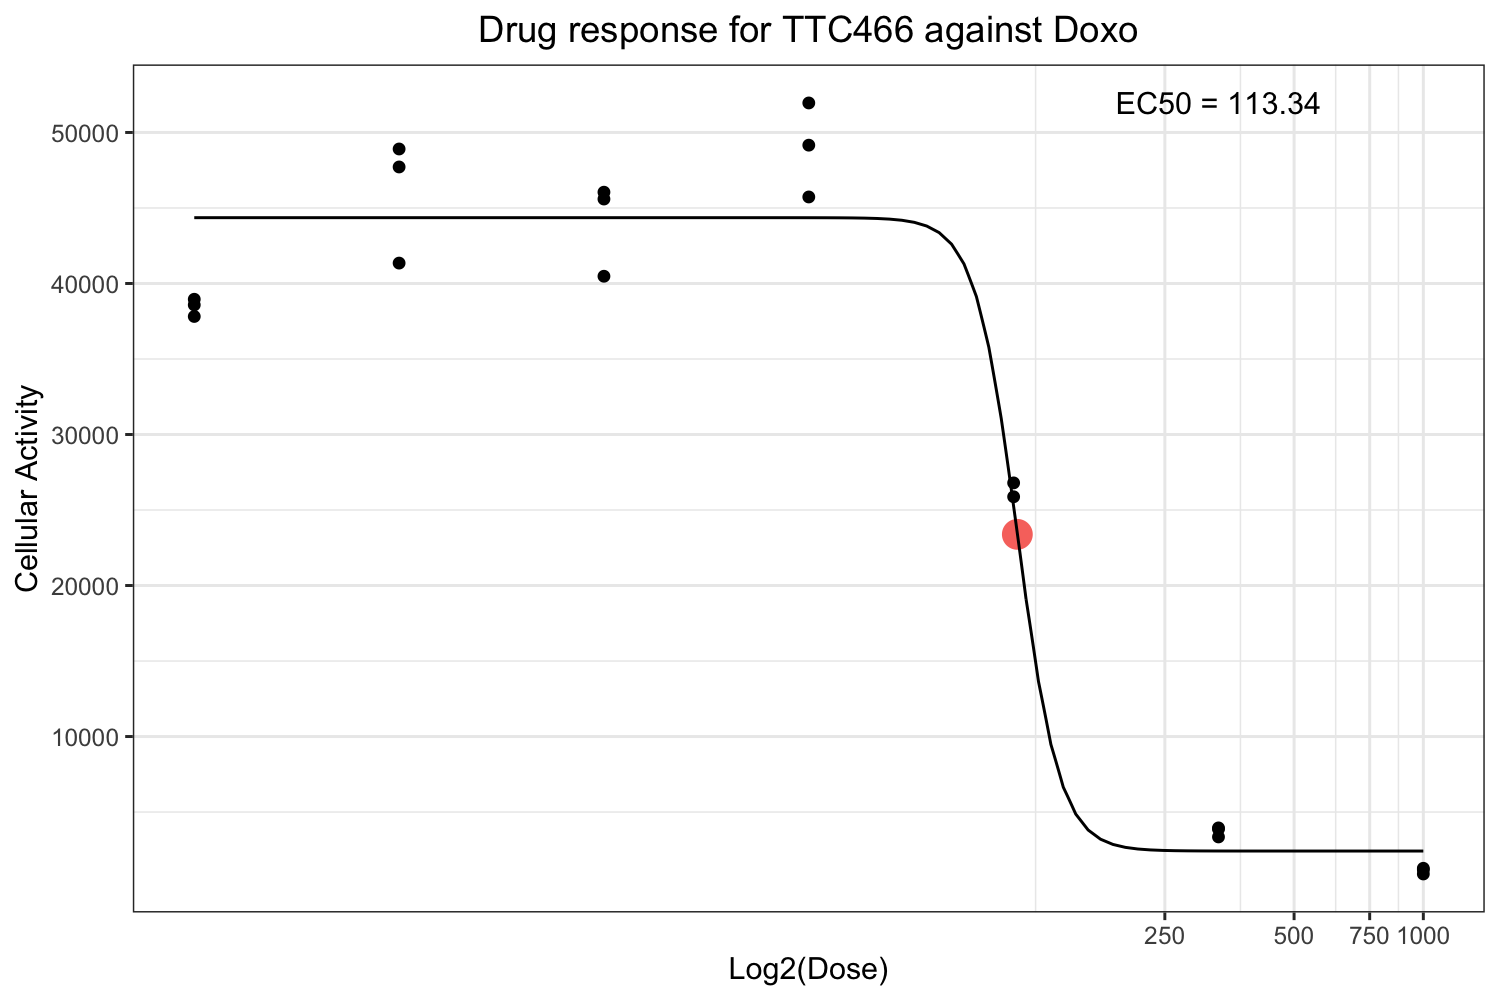 Drug response for TTC466 against Doxo
EC50 = 113.34
Cellular Activity
50000
40000
30000
20000
10000
250 500 750 1000
Log2(Dose)